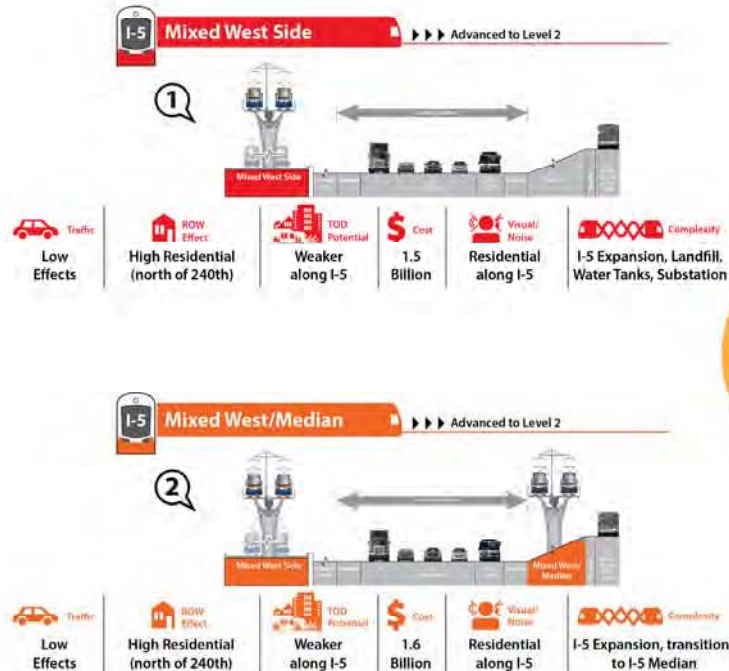 I-5 Mixed West Side Advanced to Level 2
1
Mixed West Side
Traffic
Low
Effects
ROW
Effect
High Residential
(north of 240th)
TOD
Potential
Weaker
along I-5
Cost
1.5
Billion
Visual/
Noise
Residential
along I-5
Complexity
I-5 Expansion, Landfill,
Water Tanks, Substation
I-5 Mixed West/Median Advanced to Level 2
2
Mixed West Side
Mixed West/
Median
Traffic
Low
Effects
ROW
Effect
High Residential
(north of 240th)
TOD
Potential
Weaker
along I-5
Cost
1.6
Billion
Visual/
Noise
Residential
along I-5
Complexity
I-5 Expansion, transition
to I-5 Median